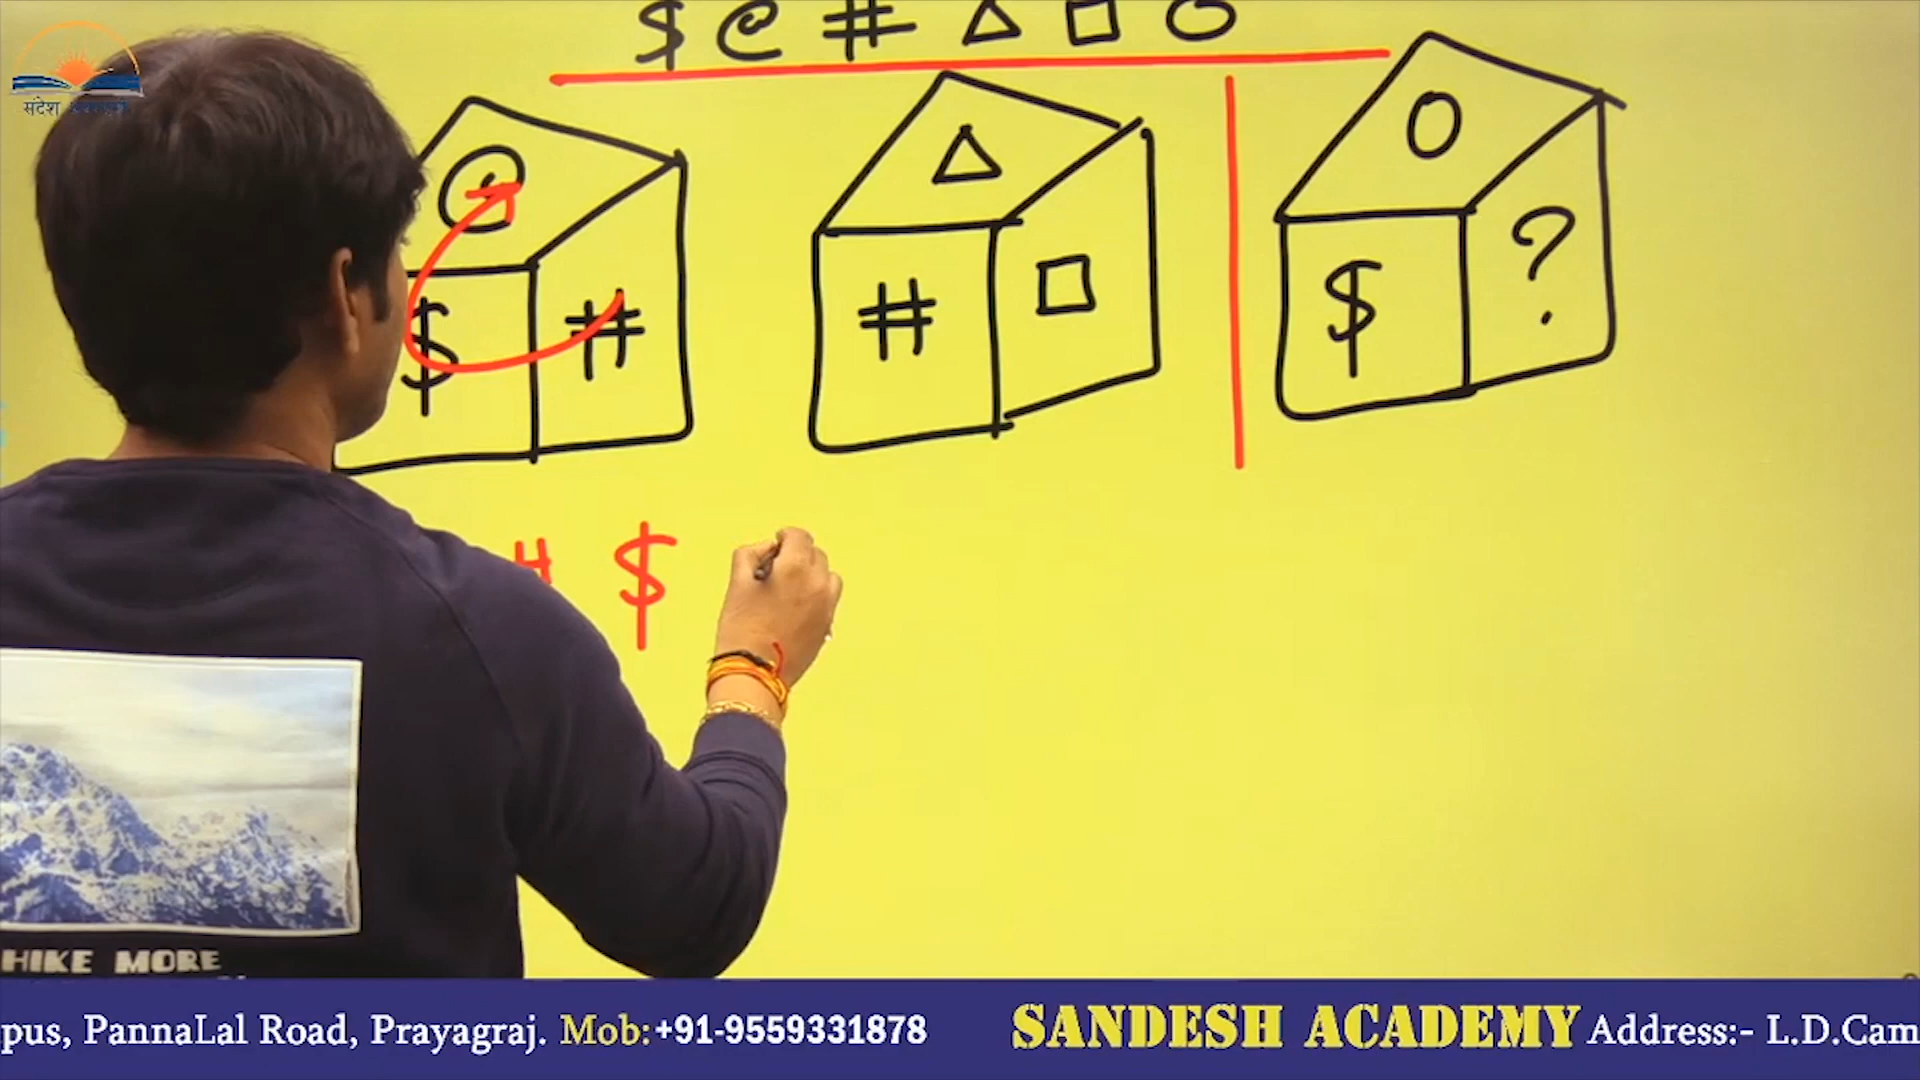 $ @ # △ □ O
संदेश
@ △ O
$ # # □ $ ?
# $
HIKE MORE
pus, PannaLal Road, Prayagraj. Mob:+91-9559331878 SANDESH ACADEMY Address:- L.D.Cam